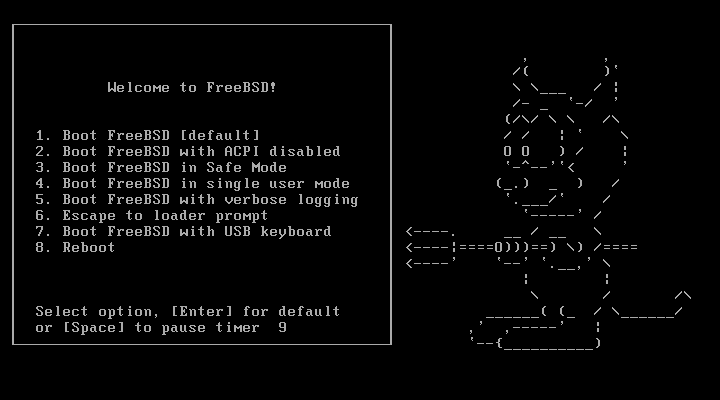 Welcome to FreeBSD!
1. Boot FreeBSD [default]
2. Boot FreeBSD with ACPI disabled
3. Boot FreeBSD in Safe Mode
4. Boot FreeBSD in single user mode
5. Boot FreeBSD with verbose logging
6. Escape to loader prompt
7. Boot FreeBSD with USB keyboard
8. Reboot
Select option, [Enter] for default
or [Space] to pause timer  9